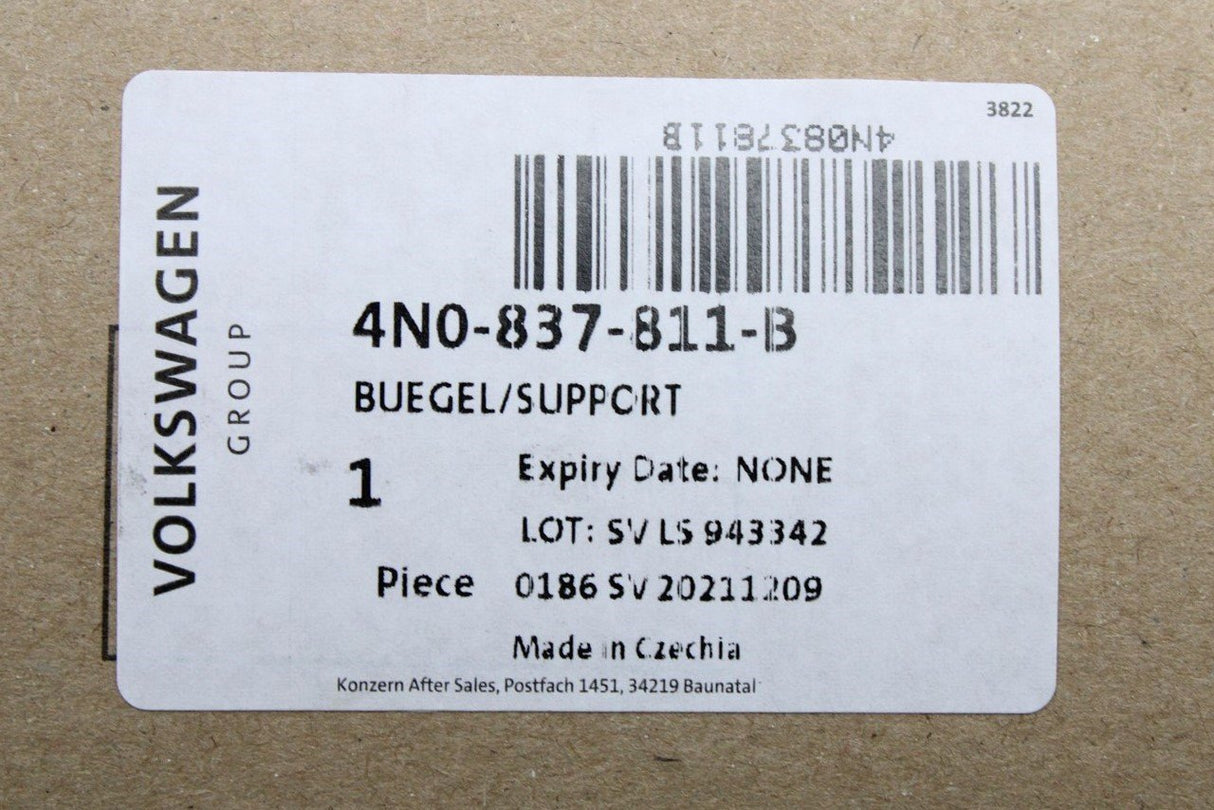 3822
4N0837811B
4N0-837-811-B
BUEGEL/SUPPORT
1
Expiry Date: NONE
LOT: SV LS 943342
Piece 0186 SV 20211209
Made in Czechia
Konzern After Sales, Postfach 1451, 34219 Baunatal
VOLKSWAGEN
GROUP